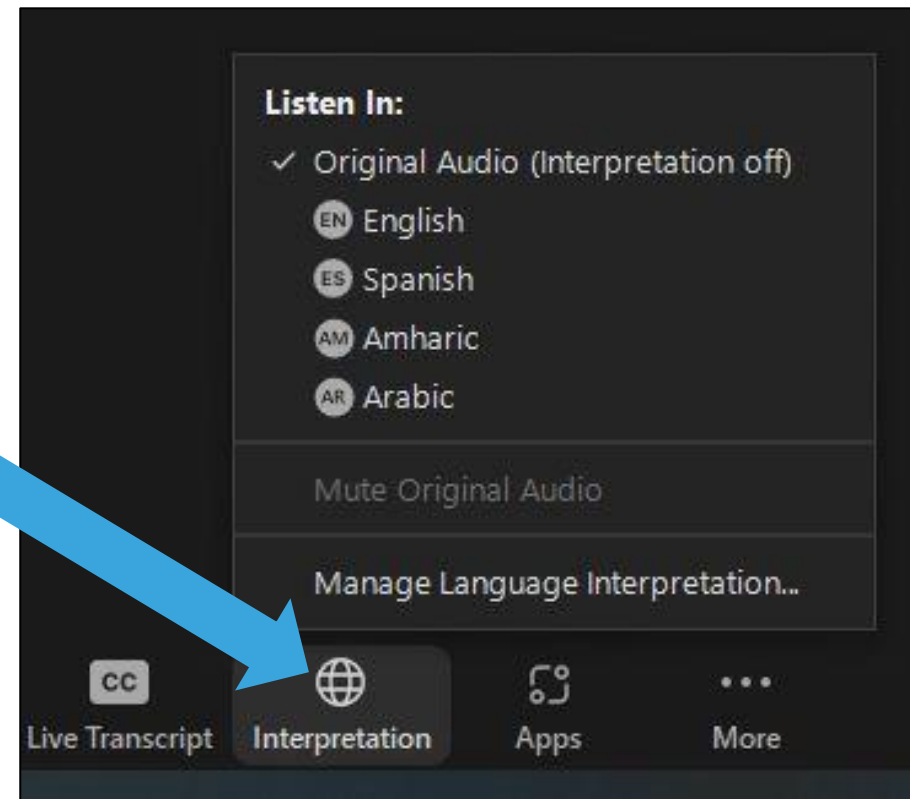 Listen In:
Original Audio (Interpretation off)
EN English
ES Spanish
AM Amharic
AR Arabic
Mute Original Audio
Manage Language Interpretation...
CC
Live Transcript Interpretation Apps More